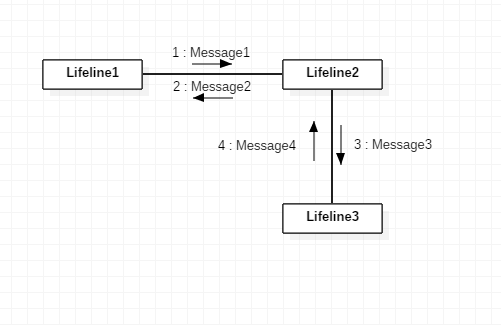 1 : Message1
Lifeline1
Lifeline2
2 : Message2
4 : Message4
3 : Message3
Lifeline3